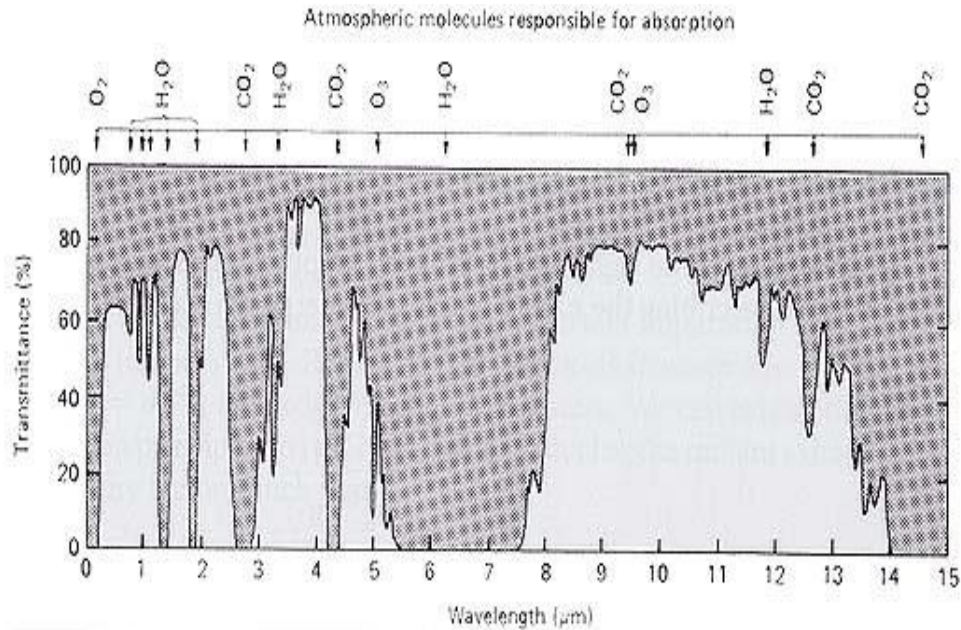 Atmospheric molecules responsible for absorption
O₂ H₂O CO₂ H₂O CO₂ O₃ H₂O CO₂ O₃ H₂O CO₂ CO₂
100
80
60
40
20
0
Transmittance (%)
0 1 2 3 4 5 6 7 8 9 10 11 12 13 14 15
Wavelength (µm)